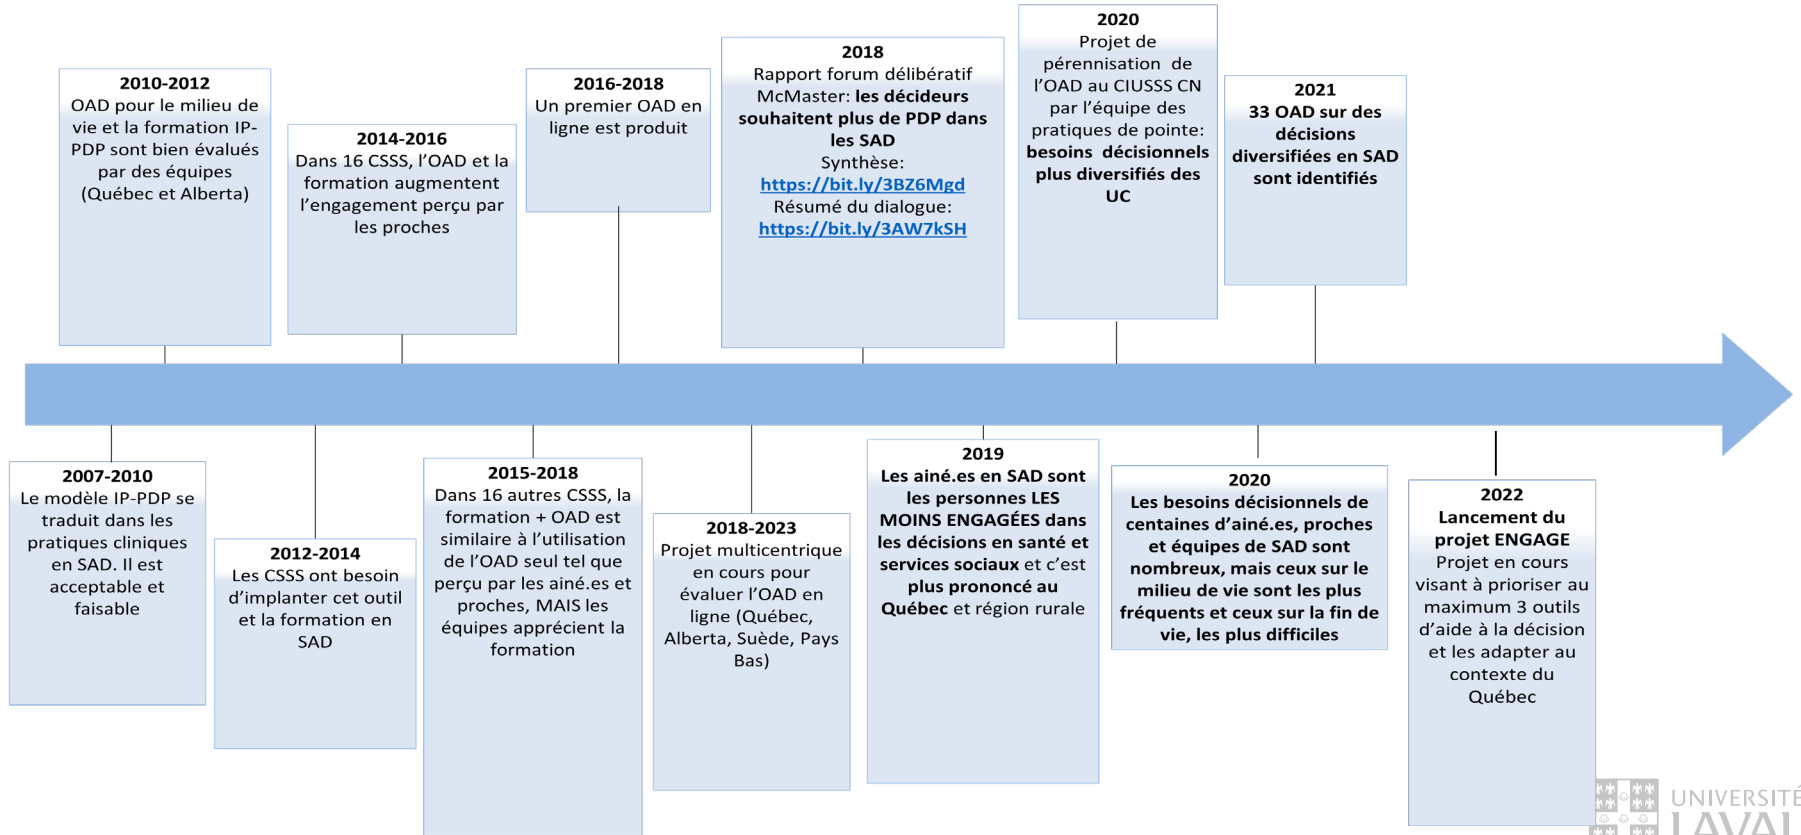 2010-2012
OAD pour le milieu de
vie et la formation IP-
PDP sont bien évalués
par des équipes
(Québec et Alberta)
2014-2016
Dans 16 CSSS, l’OAD et la
formation augmentent
l’engagement perçu par
les proches
2016-2018
Un premier OAD en
ligne est produit
2018
Rapport forum délibératif
McMaster: les décideurs
souhaitent plus de PDP dans
les SAD
Synthèse:
https://bit.ly/3BZ6Mgd
Résumé du dialogue:
https://bit.ly/3AW7kSH
2020
Projet de
pérennisation de
l’OAD au CIUSSS CN
par l’équipe des
pratiques de pointe:
besoins décisionnels
plus diversifiés des
UC
2021
33 OAD sur des
décisions
diversifiées en SAD
sont identifiés
2007-2010
Le modèle IP-PDP se
traduit dans les
pratiques cliniques
en SAD. Il est
acceptable et
faisable
2012-2014
Les CSSS ont besoin
d’implanter cet outil
et la formation en
SAD
2015-2018
Dans 16 autres CSSS, la
formation + OAD est
similaire à l’utilisation
de l’OAD seul tel que
perçu par les ainé.es et
proches, MAIS les
équipes apprécient la
formation
2018-2023
Projet multicentrique
en cours pour
évaluer l’OAD en
ligne (Québec,
Alberta, Suède, Pays
Bas)
2019
Les ainé.es en SAD sont
les personnes LES
MOINS ENGAGÉES dans
les décisions en santé et
services sociaux et c’est
plus prononcé au
Québec et région rurale
2020
Les besoins décisionnels de
centaines d’ainé.es, proches
et équipes de SAD sont
nombreux, mais ceux sur le
milieu de vie sont les plus
fréquents et ceux sur la fin de
vie, les plus difficiles
2022
Lancement du
projet ENGAGE
Projet en cours
visant à prioriser au
maximum 3 outils
d’aide à la décision
et les adapter au
contexte du
Québec
UNIVERSITÉ
LAVAL